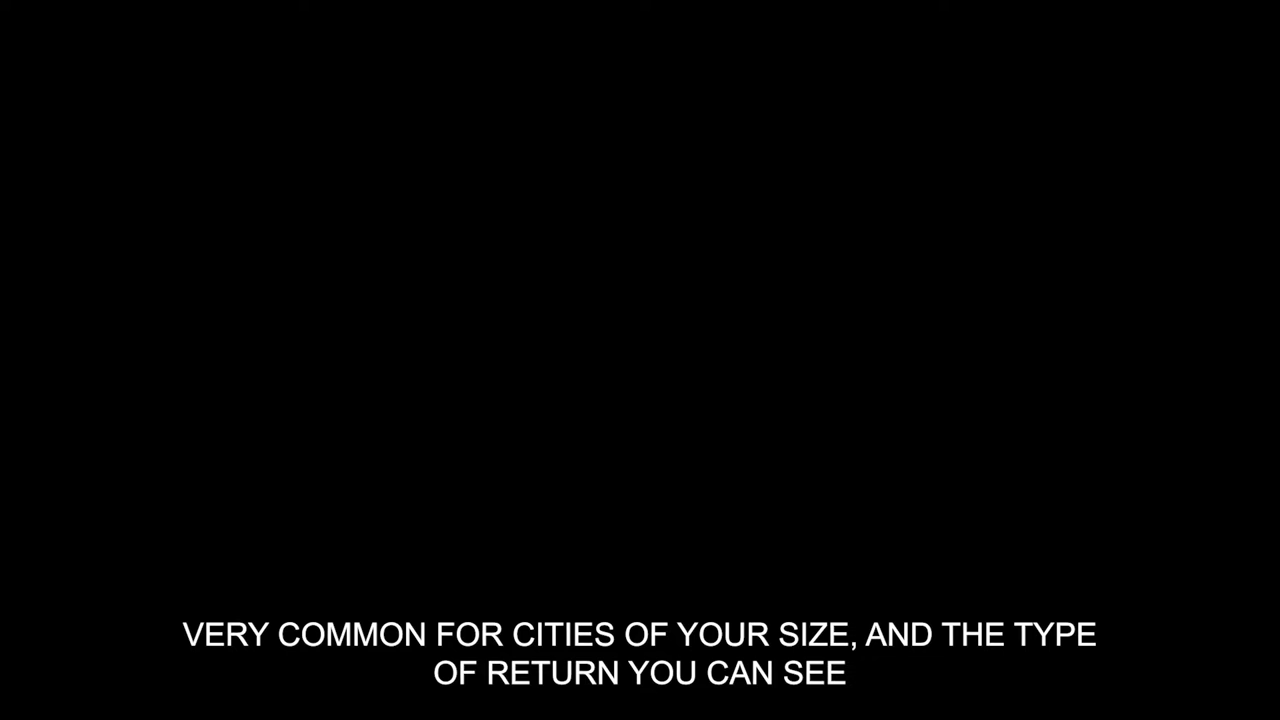 VERY COMMON FOR CITIES OF YOUR SIZE, AND THE TYPE
OF RETURN YOU CAN SEE